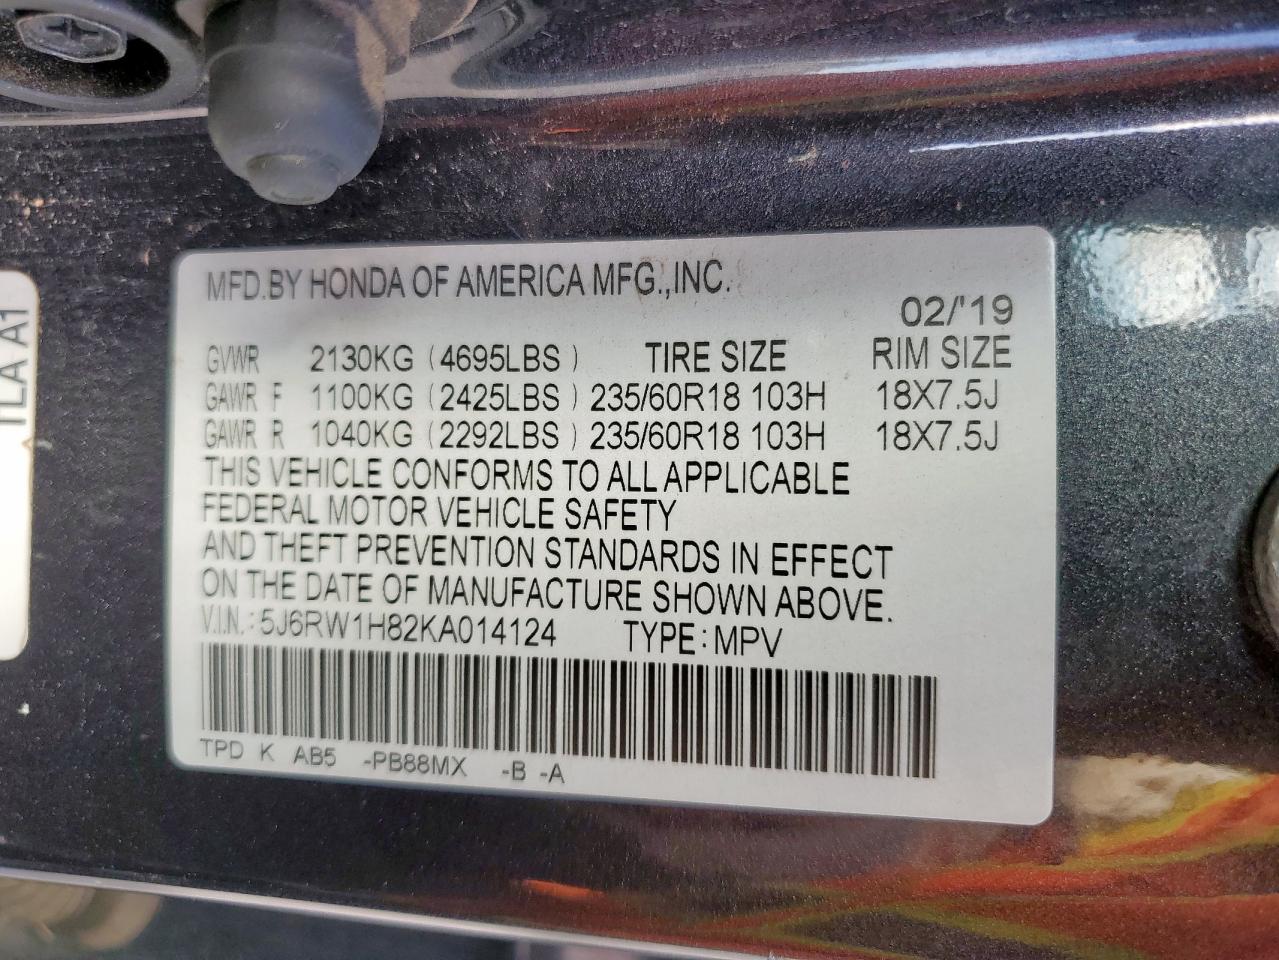 MFD.BY HONDA OF AMERICA MFG.,INC.
02/'19
GVWR 2130KG (4695LBS) TIRE SIZE RIM SIZE
GAWR F 1100KG (2425LBS) 235/60R18 103H 18X7.5J
GAWR R 1040KG (2292LBS) 235/60R18 103H 18X7.5J
THIS VEHICLE CONFORMS TO ALL APPLICABLE
FEDERAL MOTOR VEHICLE SAFETY
AND THEFT PREVENTION STANDARDS IN EFFECT
ON THE DATE OF MANUFACTURE SHOWN ABOVE.
V.I.N.: 5J6RW1H82KA014124 TYPE: MPV
TPD K AB5 -PB88MX -B -A
TLA A1